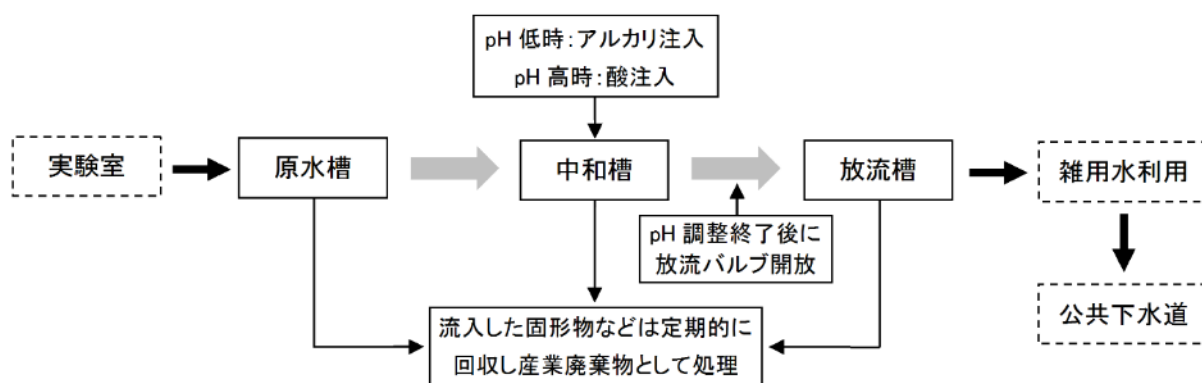 pH 低時：アルカリ注入
pH 高時：酸注入
実験室
原水槽
中和槽
放流槽
雑用水利用
pH 調整終了後に
放流バルブ開放
公共下水道
流入した固形物などは定期的に
回収し産業廃棄物として処理